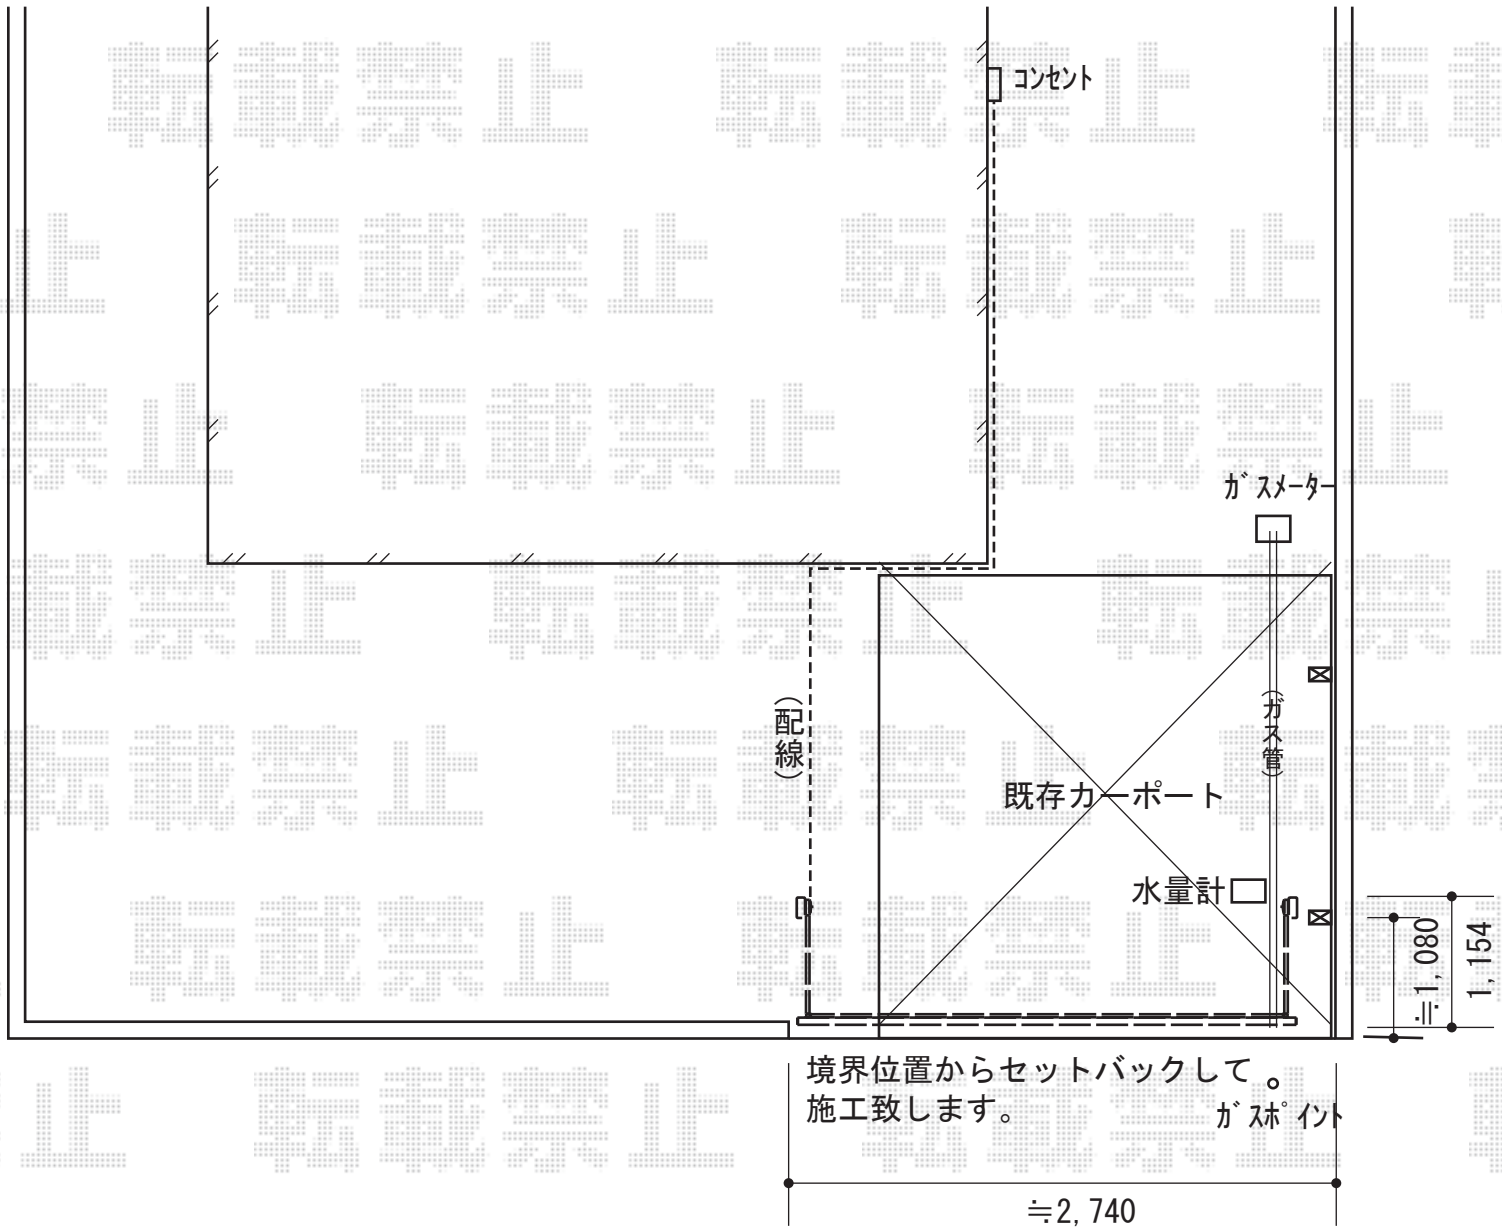 コンセント
ガスメーター
(配線)
(ガス管)
既存カーポート
水量計
≒1,080
1,154
境界位置からセットバックして
施工致します。
ガスポイント
≒2,740
転載禁止